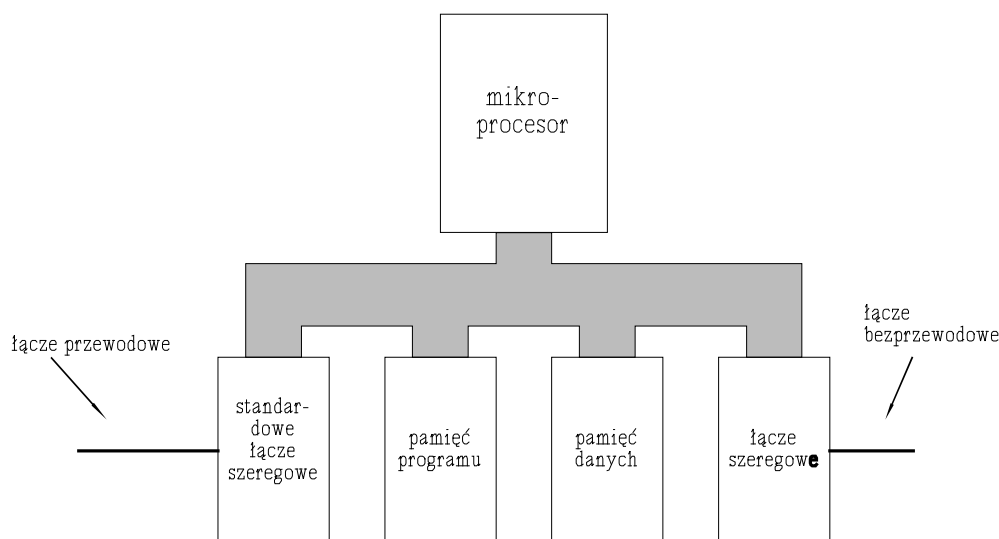 mikro-
procesor
łącze przewodowe
łącze
bezprzewodowe
standar-
dowe
łącze
szeregowe
pamięć
programu
pamięć
danych
łącze
szeregowe